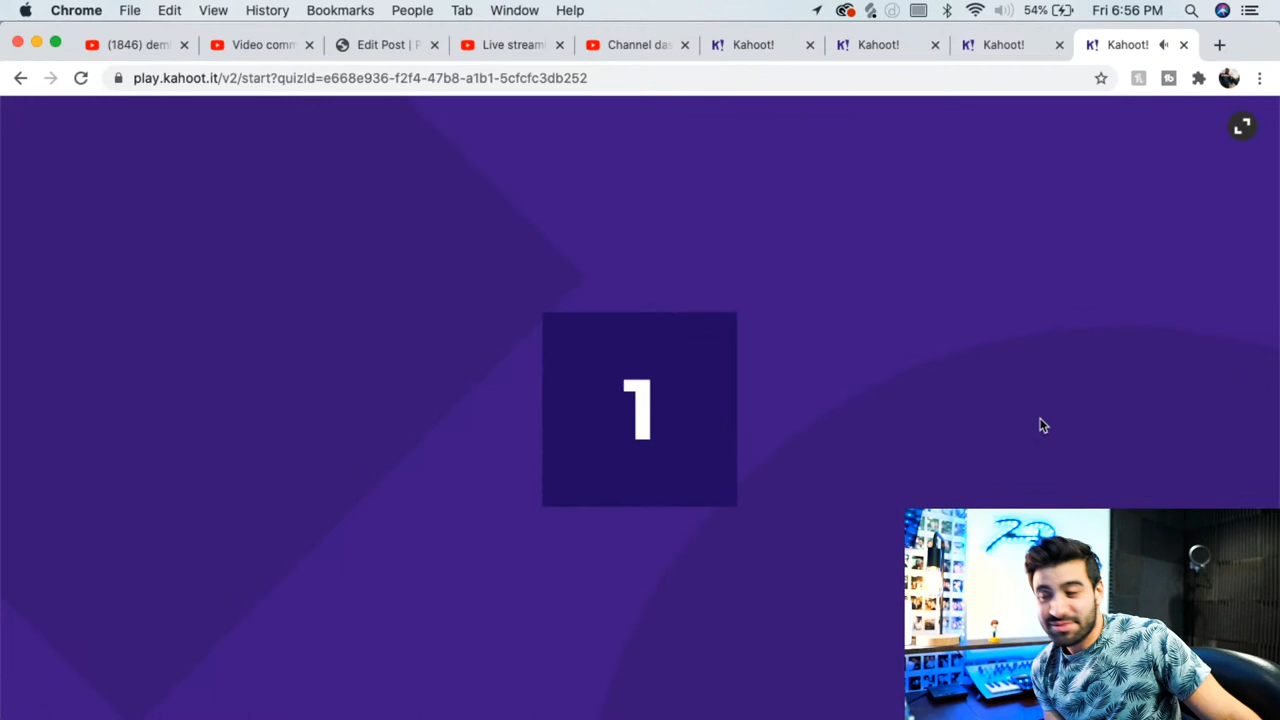 Chrome File Edit View History Bookmarks People Tab Window Help 54% Fri 6:56 PM
(1846) dem Video comm Edit Post | P Live stream Channel da K! Kahoot! K! Kahoot! K! Kahoot! K! Kahoot!
play.kahoot.it/v2/start?quizId=e668e936-f2f4-47b8-a1b1-5cfcfc3db252
1